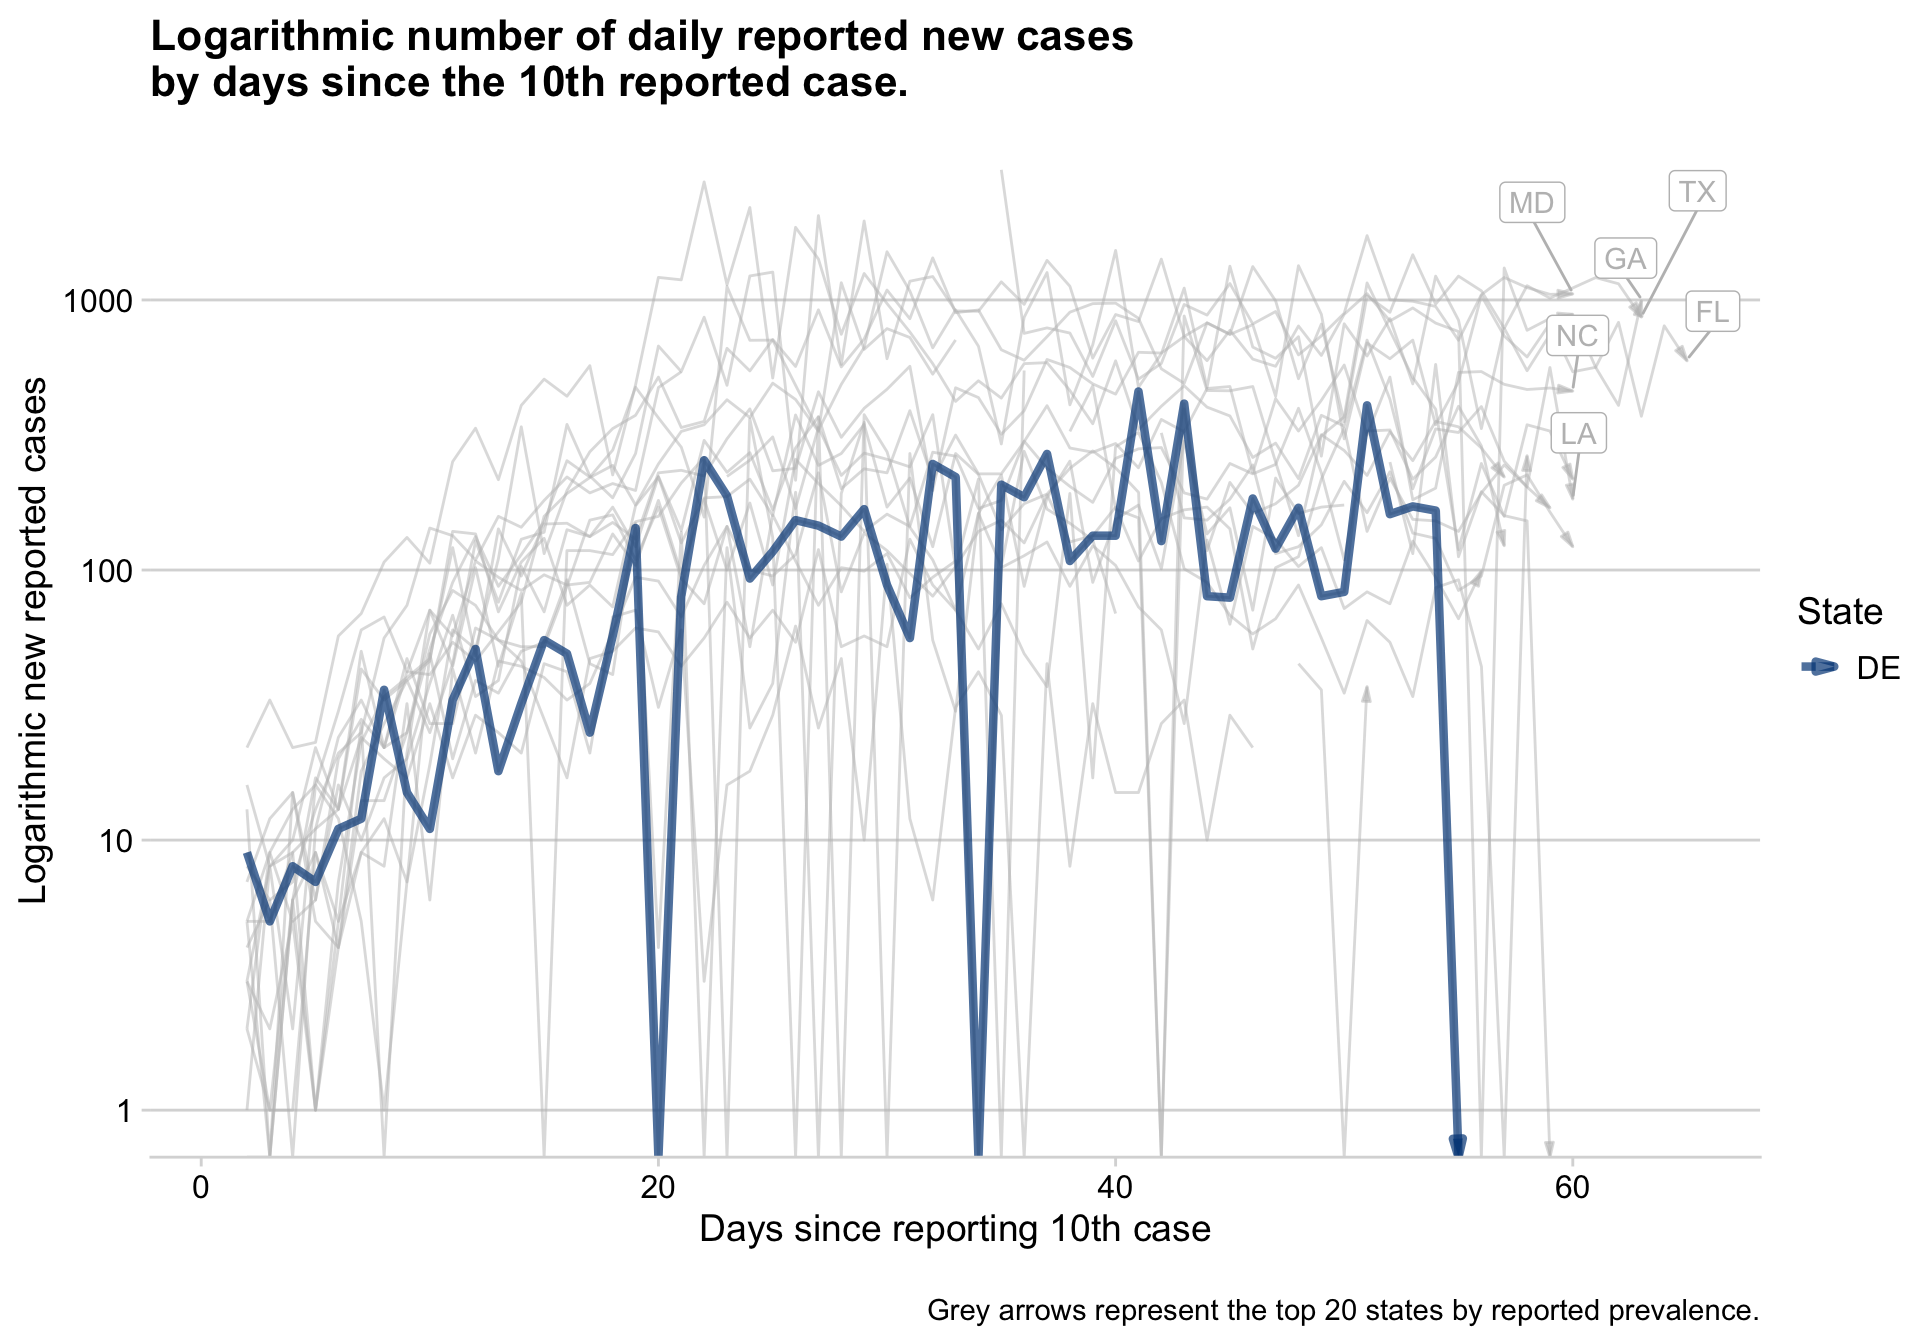 Logarithmic number of daily reported new cases
by days since the 10th reported case.
MD
TX
GA
FL
NC
LA
Logarithmic new reported cases
1000
100
10
1
0
20
40
60
Days since reporting 10th case
State
DE
Grey arrows represent the top 20 states by reported prevalence.